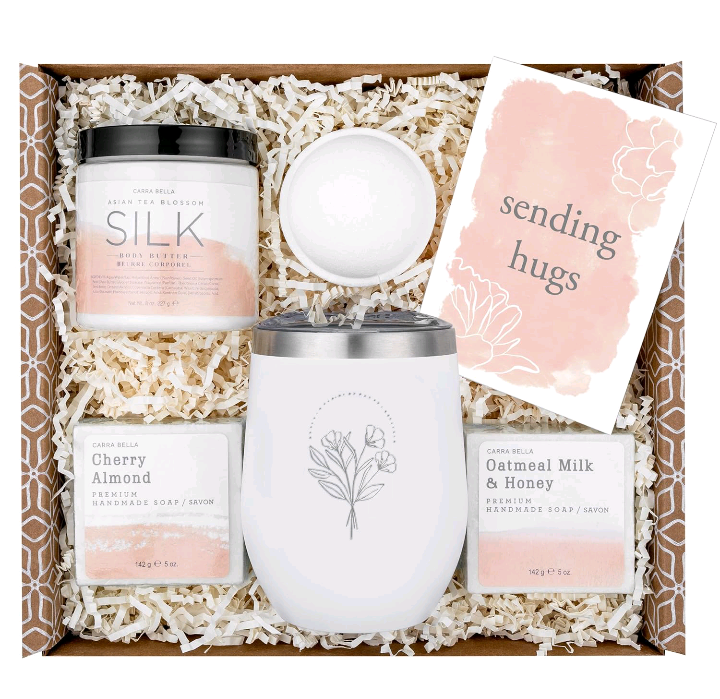 CARRA BELLA
ASIAN TEA BLOSSOM
SILK
BODY BUTTER
BEURRE CORPOREL
sending
hugs
CARRA BELLA
Cherry
Almond
PREMIUM
HANDMADE SOAP / SAVON
142 g ℮ 5 oz.
CARRA BELLA
Oatmeal Milk
& Honey
PREMIUM
HANDMADE SOAP / SAVON
142 g ℮ 5 oz.